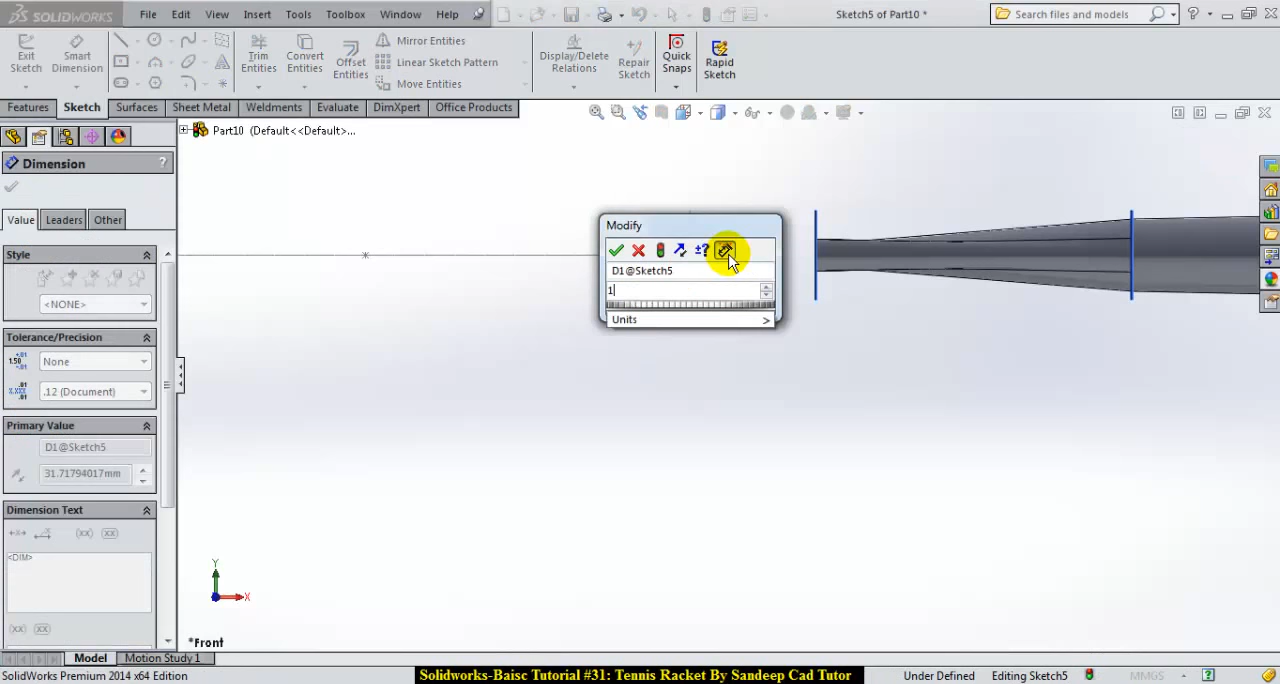 SOLIDWORKS File Edit View Insert Tools Toolbox Window Help Sketch5 of Part10 * Search files and models
Exit Sketch
Smart Dimension
Trim Entities
Convert Entities
Offset Entities
Mirror Entities
Linear Sketch Pattern
Move Entities
Display/Delete Relations
Repair Sketch
Quick Snaps
Rapid Sketch
Features Sketch Surfaces Sheet Metal Weldments Evaluate DimXpert Office Products
Part10 (Default<<Default>...
Dimension ?
Value Leaders Other
Style
<NONE>
Tolerance/Precision
None
.12 (Document)
Primary Value
D1@Sketch5
31.71794017mm
Dimension Text
<DIM>
Modify
D1@Sketch5
1
Units >
Y
X
*Front
Model Motion Study 1
SolidWorks Premium 2014 x64 Edition
Solidworks-Baisc Tutorial #31: Tennis Racket By Sandeep Cad Tutor
Under Defined Editing Sketch5 MMGS